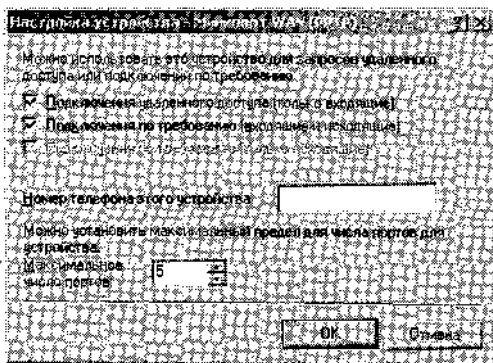 Настройка устройства - Минипорт WAN (PPTP)
Можно использовать это устройство для запросов удаленного
доступа или подключений по требованию.
Подключения удаленного доступа (только входящие)
Подключения по требованию (входящие и исходящие)
Номер телефона этого устройства:
Можно установить максимальный предел для числа портов для
устройства.
Максимальное 5
число портов:
OK Отмена